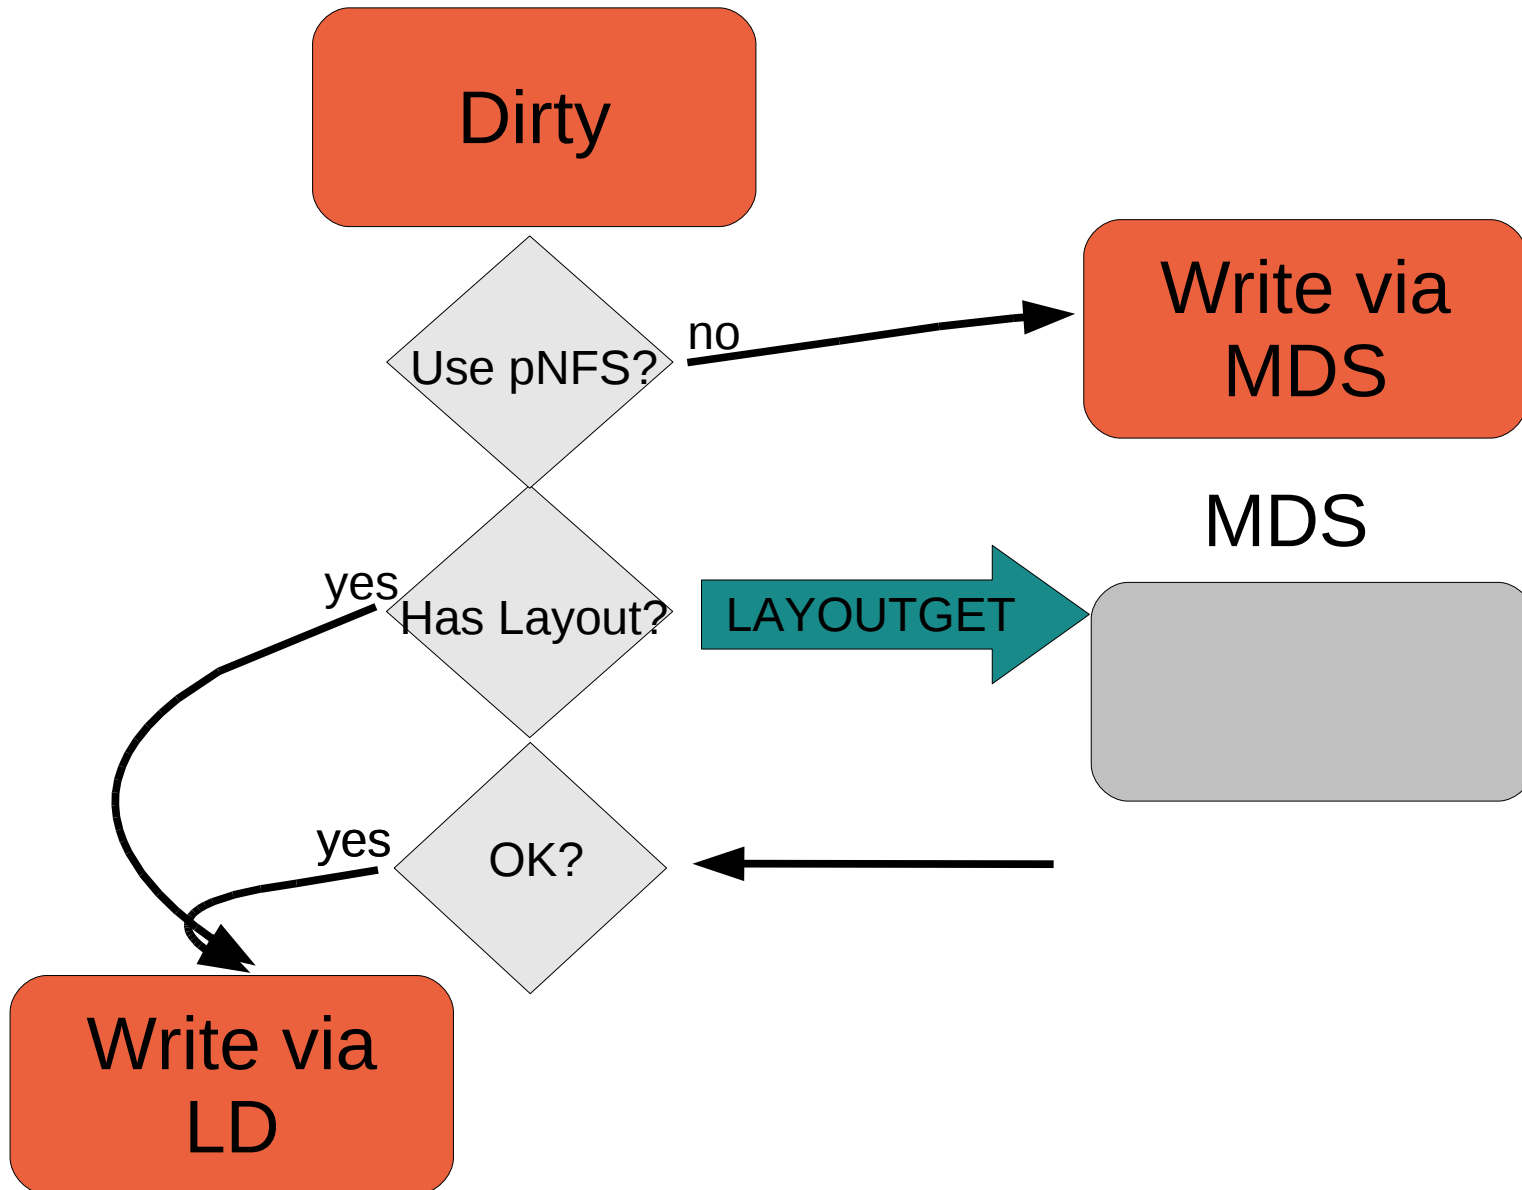 Dirty
Write via
MDS
no
Use pNFS?
MDS
yes
Has Layout?
LAYOUTGET
yes
OK?
Write via
LD